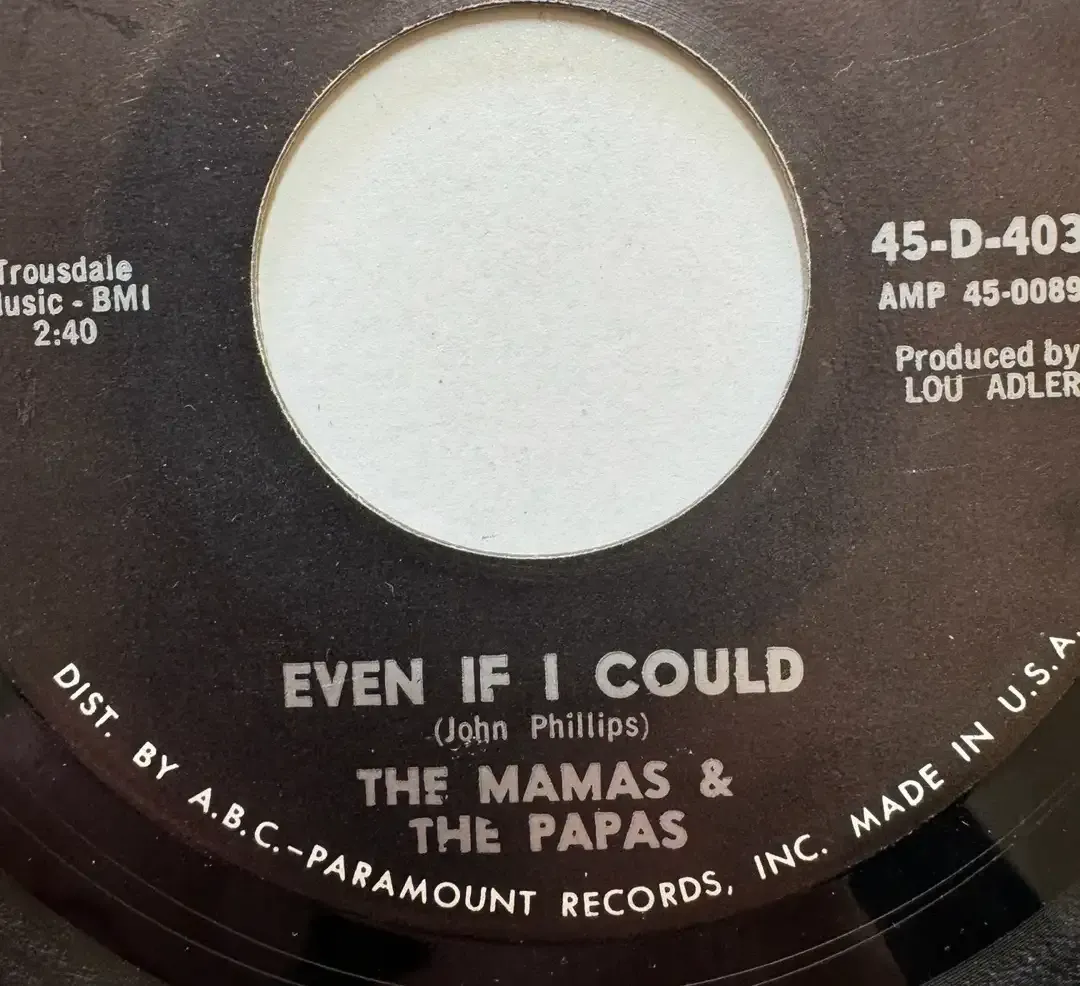 Trousdale
Music - BMI
2:40
45-D-403
AMP 45-0089
Produced by
LOU ADLER
EVEN IF I COULD
(John Phillips)
THE MAMAS &
THE PAPAS
DIST. BY A.B.C.-PARAMOUNT RECORDS, INC. MADE IN U.S.A.